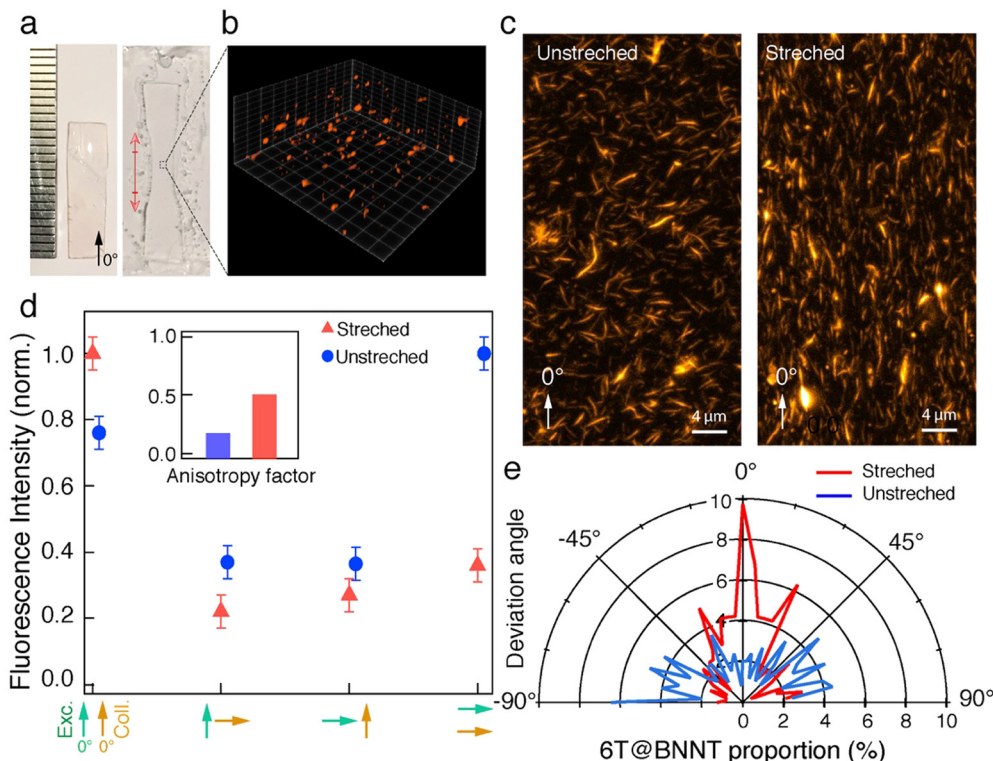 a
b
c
0°
Unstreched
0°
4 μm
Streched
0°
4 μm
d
Fluorescence Intensity (norm.)
1.0
0.8
0.6
0.4
0.2
0.0
1.0
0.5
0.0
Anisotropy factor
Streched
Unstreched
Exc.
0°
0°
Coll.
e
Streched
Unstreched
Deviation angle
0°
-45°
45°
-90°
90°
10
8
6
4
2
0
2
4
6
8
10
6T@BNNT proportion (%)